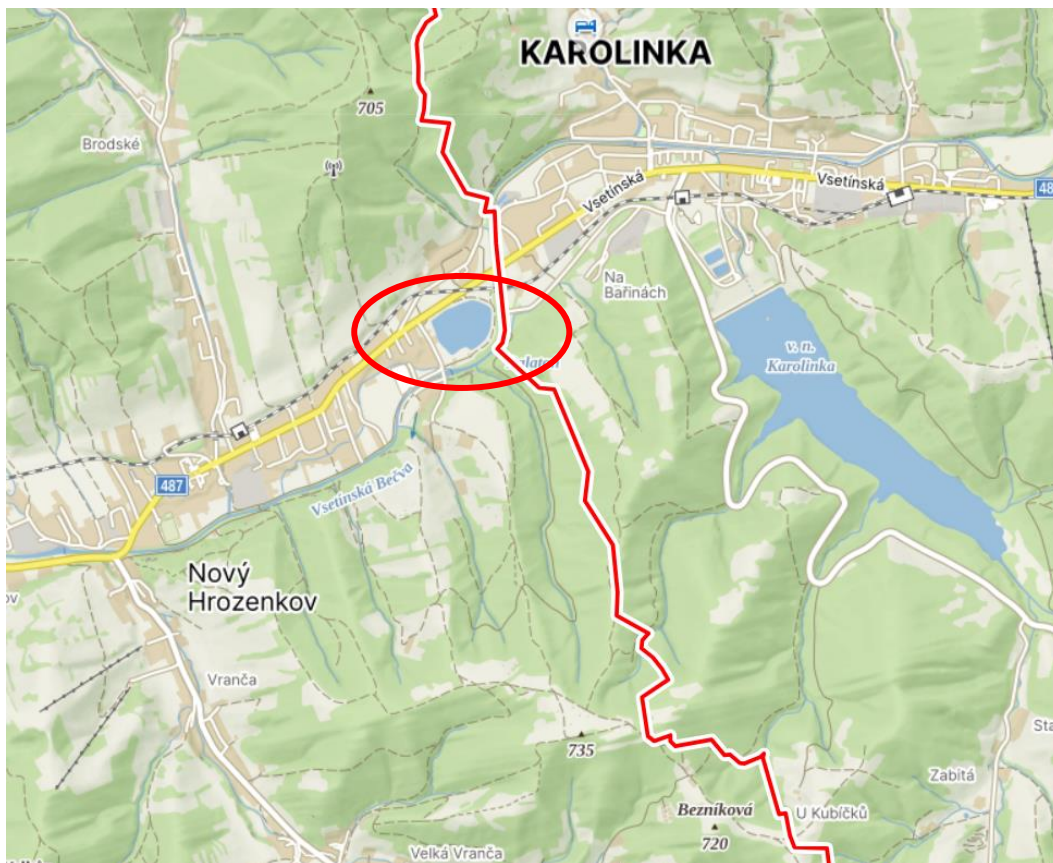 KAROLINKA
705
Brodské
Vsetínská
Vsetínská
48
Na
Bařinách
v. n.
Karolinka
487
Vsetínská Bečva
Nový
Hrozenkov
Vranča
735
Zabitá
Bezníková
U Kubíčků
720
Velká Vranča